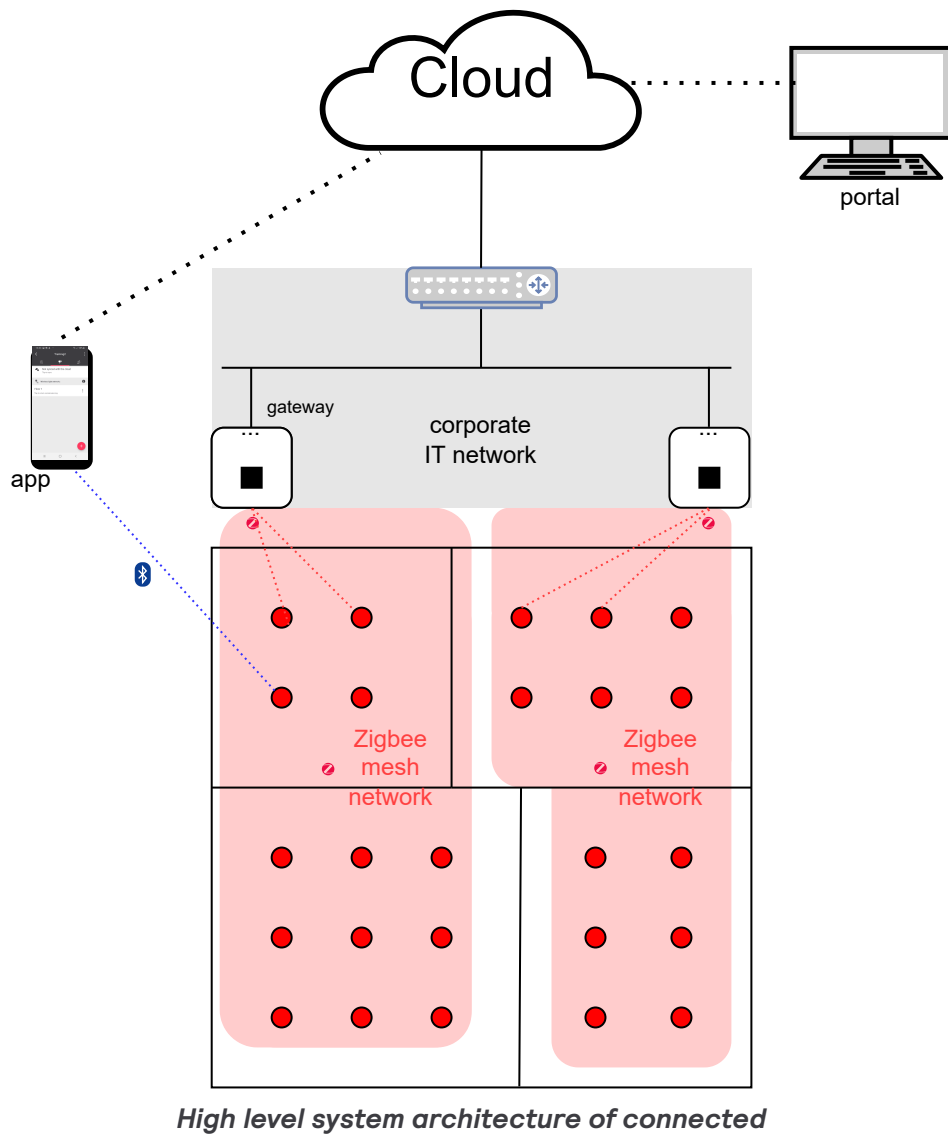 Cloud
portal
gateway
corporate
IT network
app
Zigbee
mesh
network
Zigbee
mesh
network
High level system architecture of connected